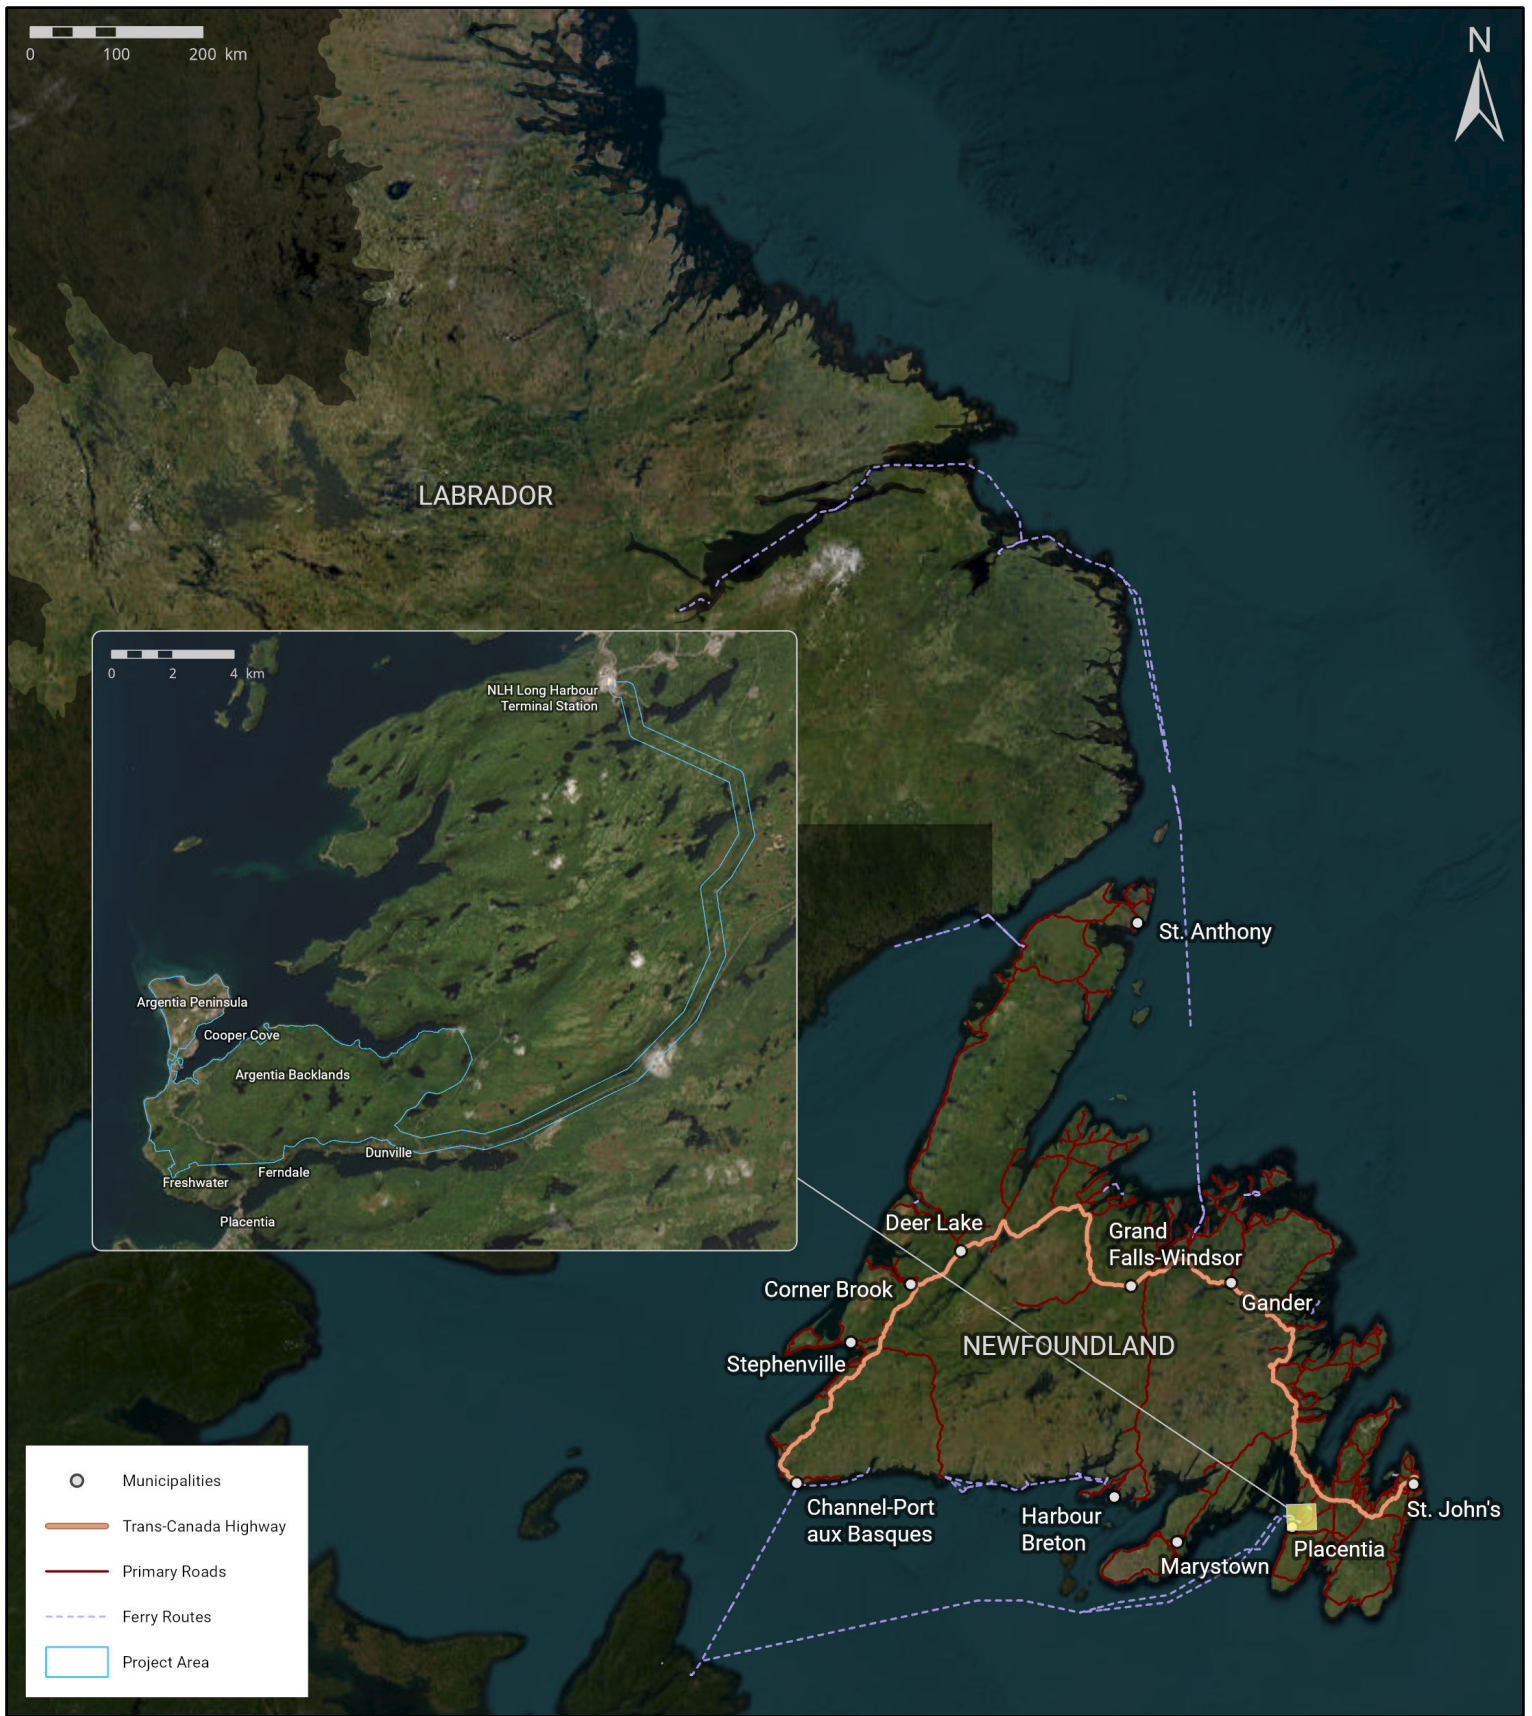 0 100 200 km
N
LABRADOR
0 2 4 km
NLH Long Harbour
Terminal Station
Argentia Peninsula
Cooper Cove
Argentia Backlands
Dunville
Ferndale
Freshwater
Placentia
St. Anthony
Deer Lake
Grand
Falls-Windsor
Corner Brook
Gander
NEWFOUNDLAND
Stephenville
Channel-Port
aux Basques
Harbour
Breton
St. John's
Placentia
Marystown
Municipalities
Trans-Canada Highway
Primary Roads
Ferry Routes
Project Area